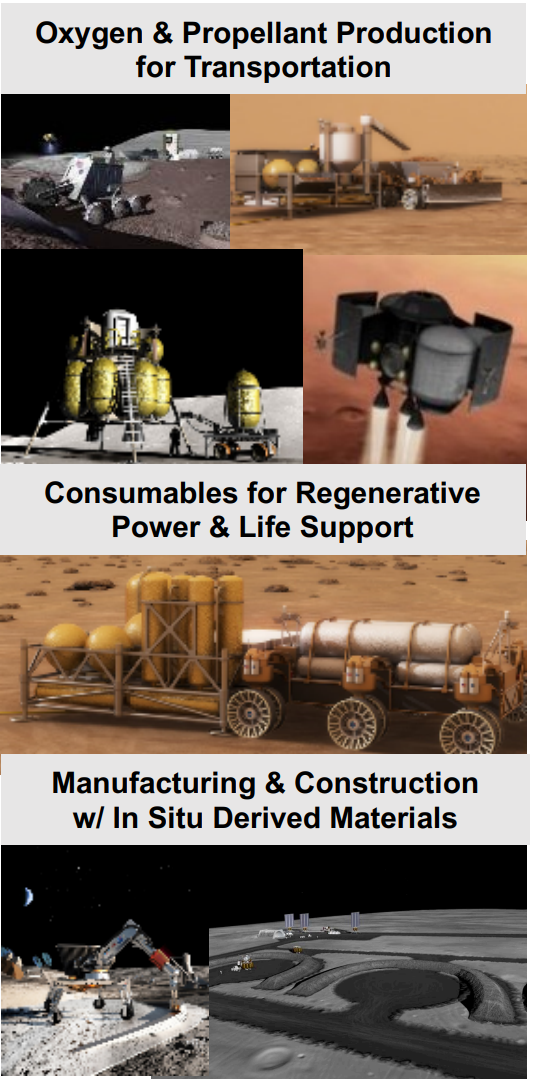 Oxygen & Propellant Production
for Transportation
Consumables for Regenerative
Power & Life Support
Manufacturing & Construction
w/ In Situ Derived Materials